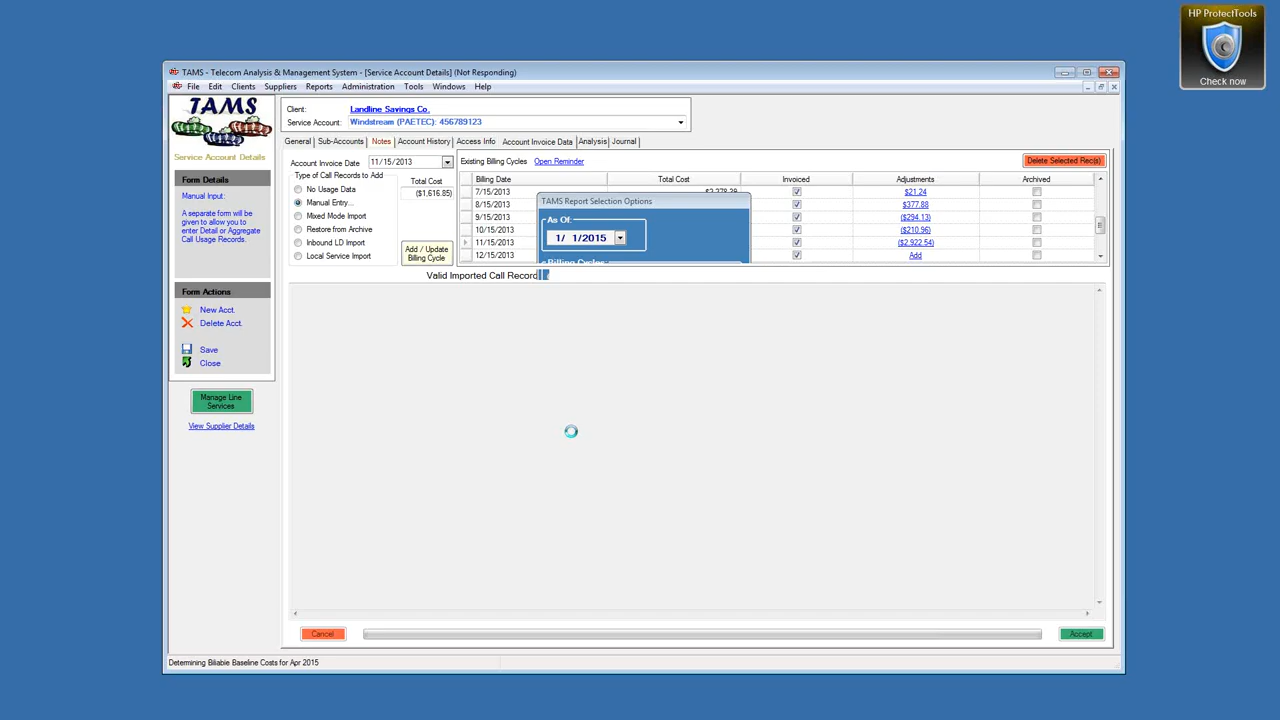 HP ProtectTools
Check now
TAMS - Telecom Analysis & Management System - [Service Account Details] (Not Responding)
File Edit Clients Suppliers Reports Administration Tools Windows Help
TAMS
Service Account Details
Client: Landline Savings Co.
Service Account: Windstream (PAETEC): 456789123
General Sub-Accounts Notes Account History Access Info Account Invoice Data Analysis Journal
Form Details
Manual Input:
A separate form will be
given to allow you to
enter Detail or Aggregate
Call Usage Records.
Form Actions
New Acct.
Delete Acct.
Save
Close
Manage Line
Services
View Supplier Details
Account Invoice Date 11/15/2013
Type of Call Records to Add
No Usage Data
Manual Entry...
Mixed Mode Import
Restore from Archive
Inbound LD Import
Local Service Import
Total Cost
($1,616.85)
Add / Update
Billing Cycle
Existing Billing Cycles Open Reminder Delete Selected Rec(s)
Billing Date Total Cost Invoiced Adjustments Archived
7/15/2013 $21.24
8/15/2013 $377.88
9/15/2013 ($294.13)
10/15/2013 ($210.96)
11/15/2013 ($2,922.54)
12/15/2013 Add
TAMS Report Selection Options
As Of:
1/ 1/2015
Valid Imported Call Record
Cancel Accept
Determining Biliable Baseline Costs for Apr 2015